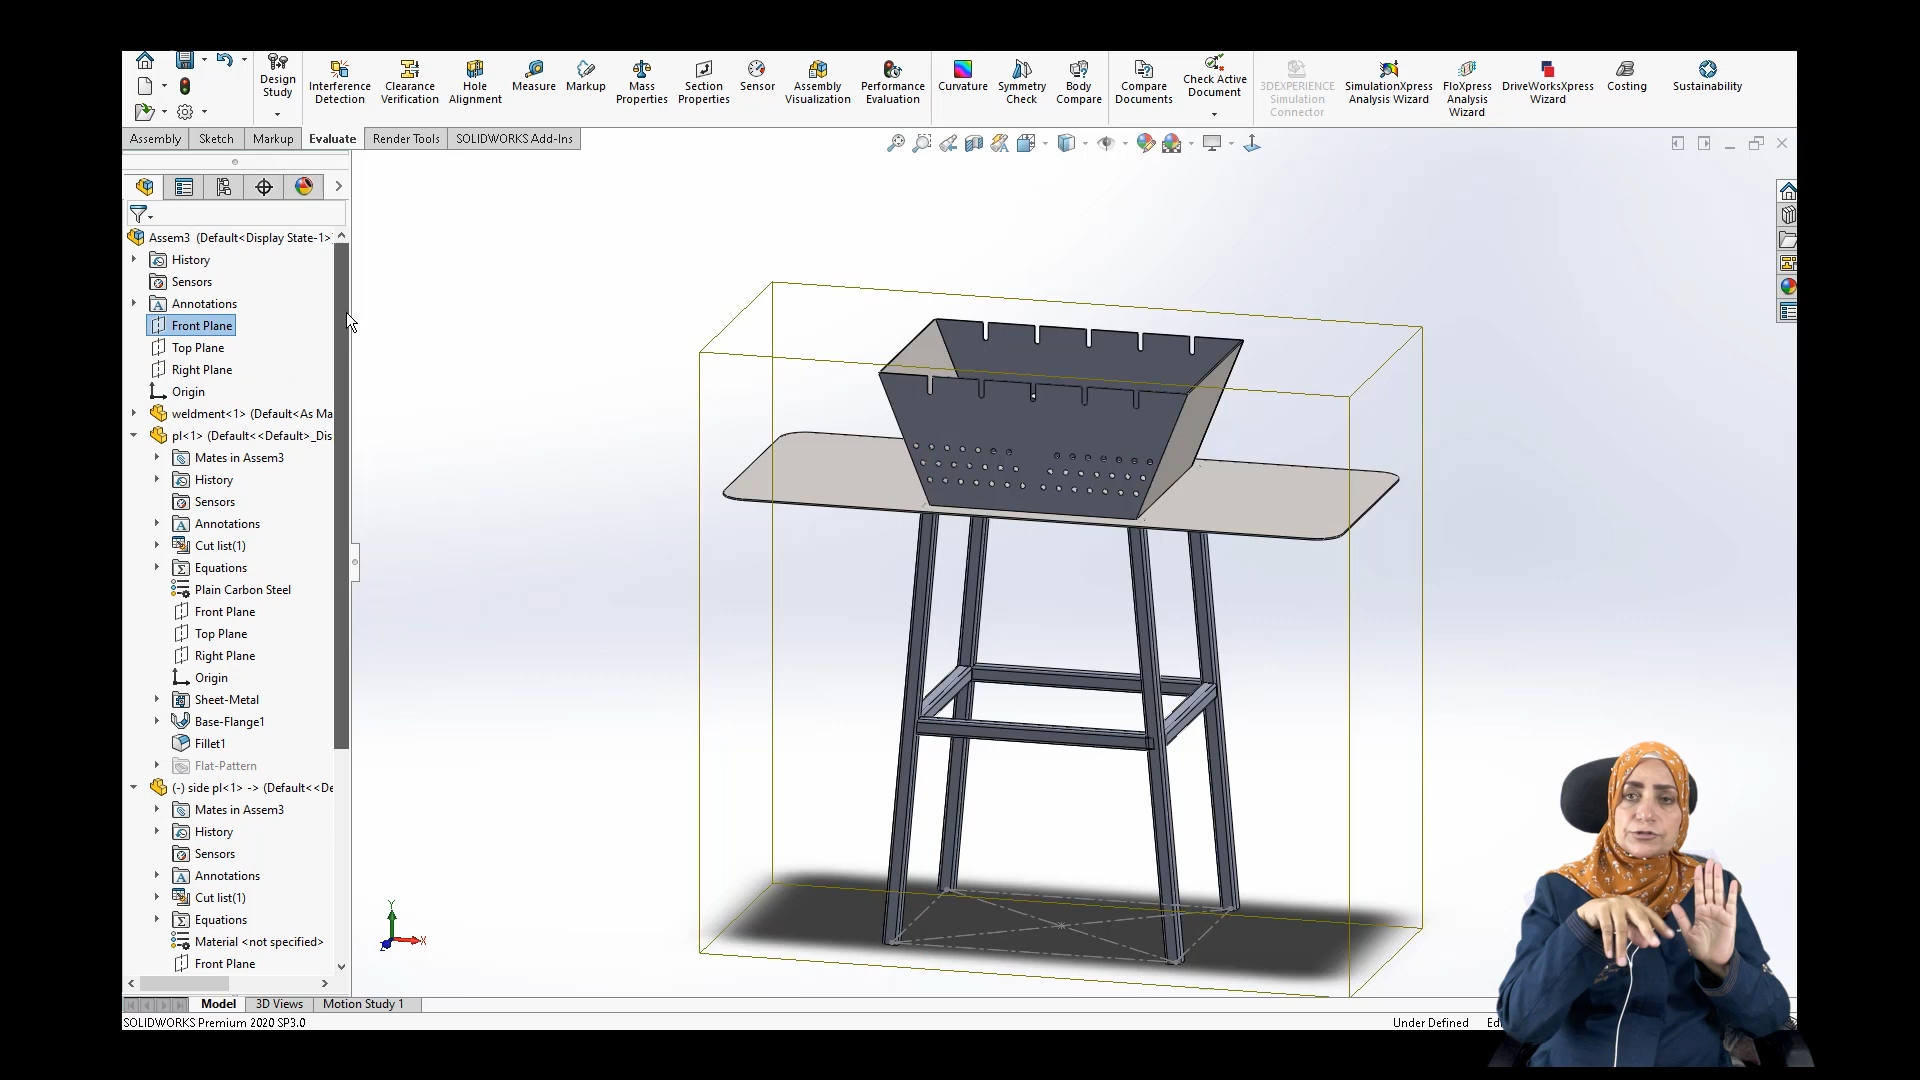 Design
Study
Interference
Detection
Clearance
Verification
Hole
Alignment
Measure
Markup
Mass
Properties
Section
Properties
Sensor
Assembly
Visualization
Performance
Evaluation
Curvature
Symmetry
Check
Body
Compare
Compare
Documents
Check Active
Document
3DEXPERIENCE
Simulation
Connector
SimulationXpress
Analysis Wizard
FloXpress
Analysis
Wizard
DriveWorksXpress
Wizard
Costing
Sustainability
Assembly Sketch Markup Evaluate Render Tools SOLIDWORKS Add-Ins
Assem3 (Default<Display State-1>
History
Sensors
Annotations
Front Plane
Top Plane
Right Plane
Origin
weldment<1> (Default<As Ma
pl<1> (Default<<Default>_Dis
Mates in Assem3
History
Sensors
Annotations
Cut list(1)
Equations
Plain Carbon Steel
Front Plane
Top Plane
Right Plane
Origin
Sheet-Metal
Base-Flange1
Fillet1
Flat-Pattern
(-) side pl<1> -> (Default<<De
Mates in Assem3
History
Sensors
Annotations
Cut list(1)
Equations
Material <not specified>
Front Plane
Y
X
Z
Model 3D Views Motion Study 1
SOLIDWORKS Premium 2020 SP3.0
Under Defined